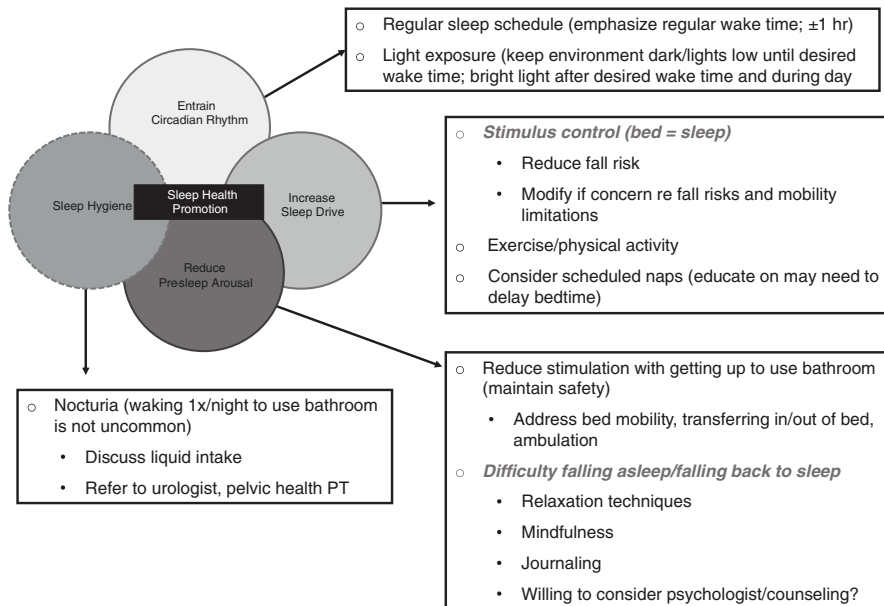 ○ Regular sleep schedule (emphasize regular wake time; ±1 hr)
○ Light exposure (keep environment dark/lights low until desired
wake time; bright light after desired wake time and during day
Entrain
Circadian Rhythm
Sleep Hygiene
Sleep Health
Promotion
Increase
Sleep Drive
Reduce
Pre-sleep Arousal
○ Stimulus control (bed = sleep)
• Reduce fall risk
• Modify if concern re fall risks and mobility
limitations
○ Exercise/physical activity
○ Consider scheduled naps (educate on may need to
delay bedtime)
○ Reduce stimulation with getting up to use bathroom
(maintain safety)
• Address bed mobility, transferring in/out of bed,
ambulation
○ Difficulty falling asleep/falling back to sleep
• Relaxation techniques
• Mindfulness
• Journaling
• Willing to consider psychologist/counseling?
○ Nocturia (waking 1x/night to use bathroom
is not uncommon)
• Discuss liquid intake
• Refer to urologist, pelvic health PT